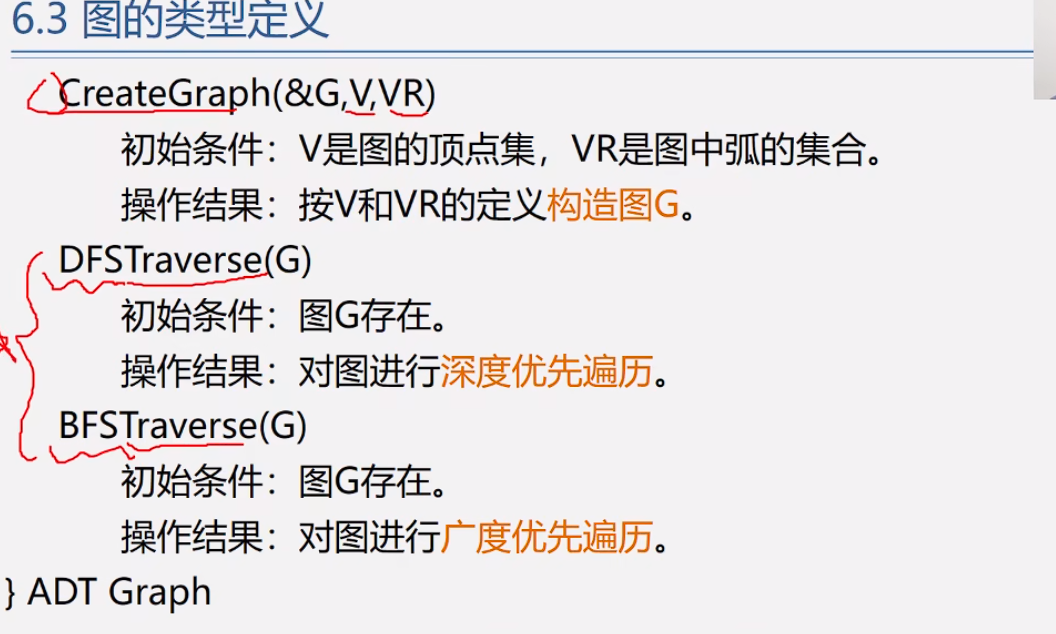 6.3 图的类型定义
CreateGraph(&G,V,VR)
初始条件：V是图的顶点集，VR是图中弧的集合。
操作结果：按V和VR的定义构造图G。
DFSTraverse(G)
初始条件：图G存在。
操作结果：对图进行深度优先遍历。
BFSTraverse(G)
初始条件：图G存在。
操作结果：对图进行广度优先遍历。
} ADT Graph